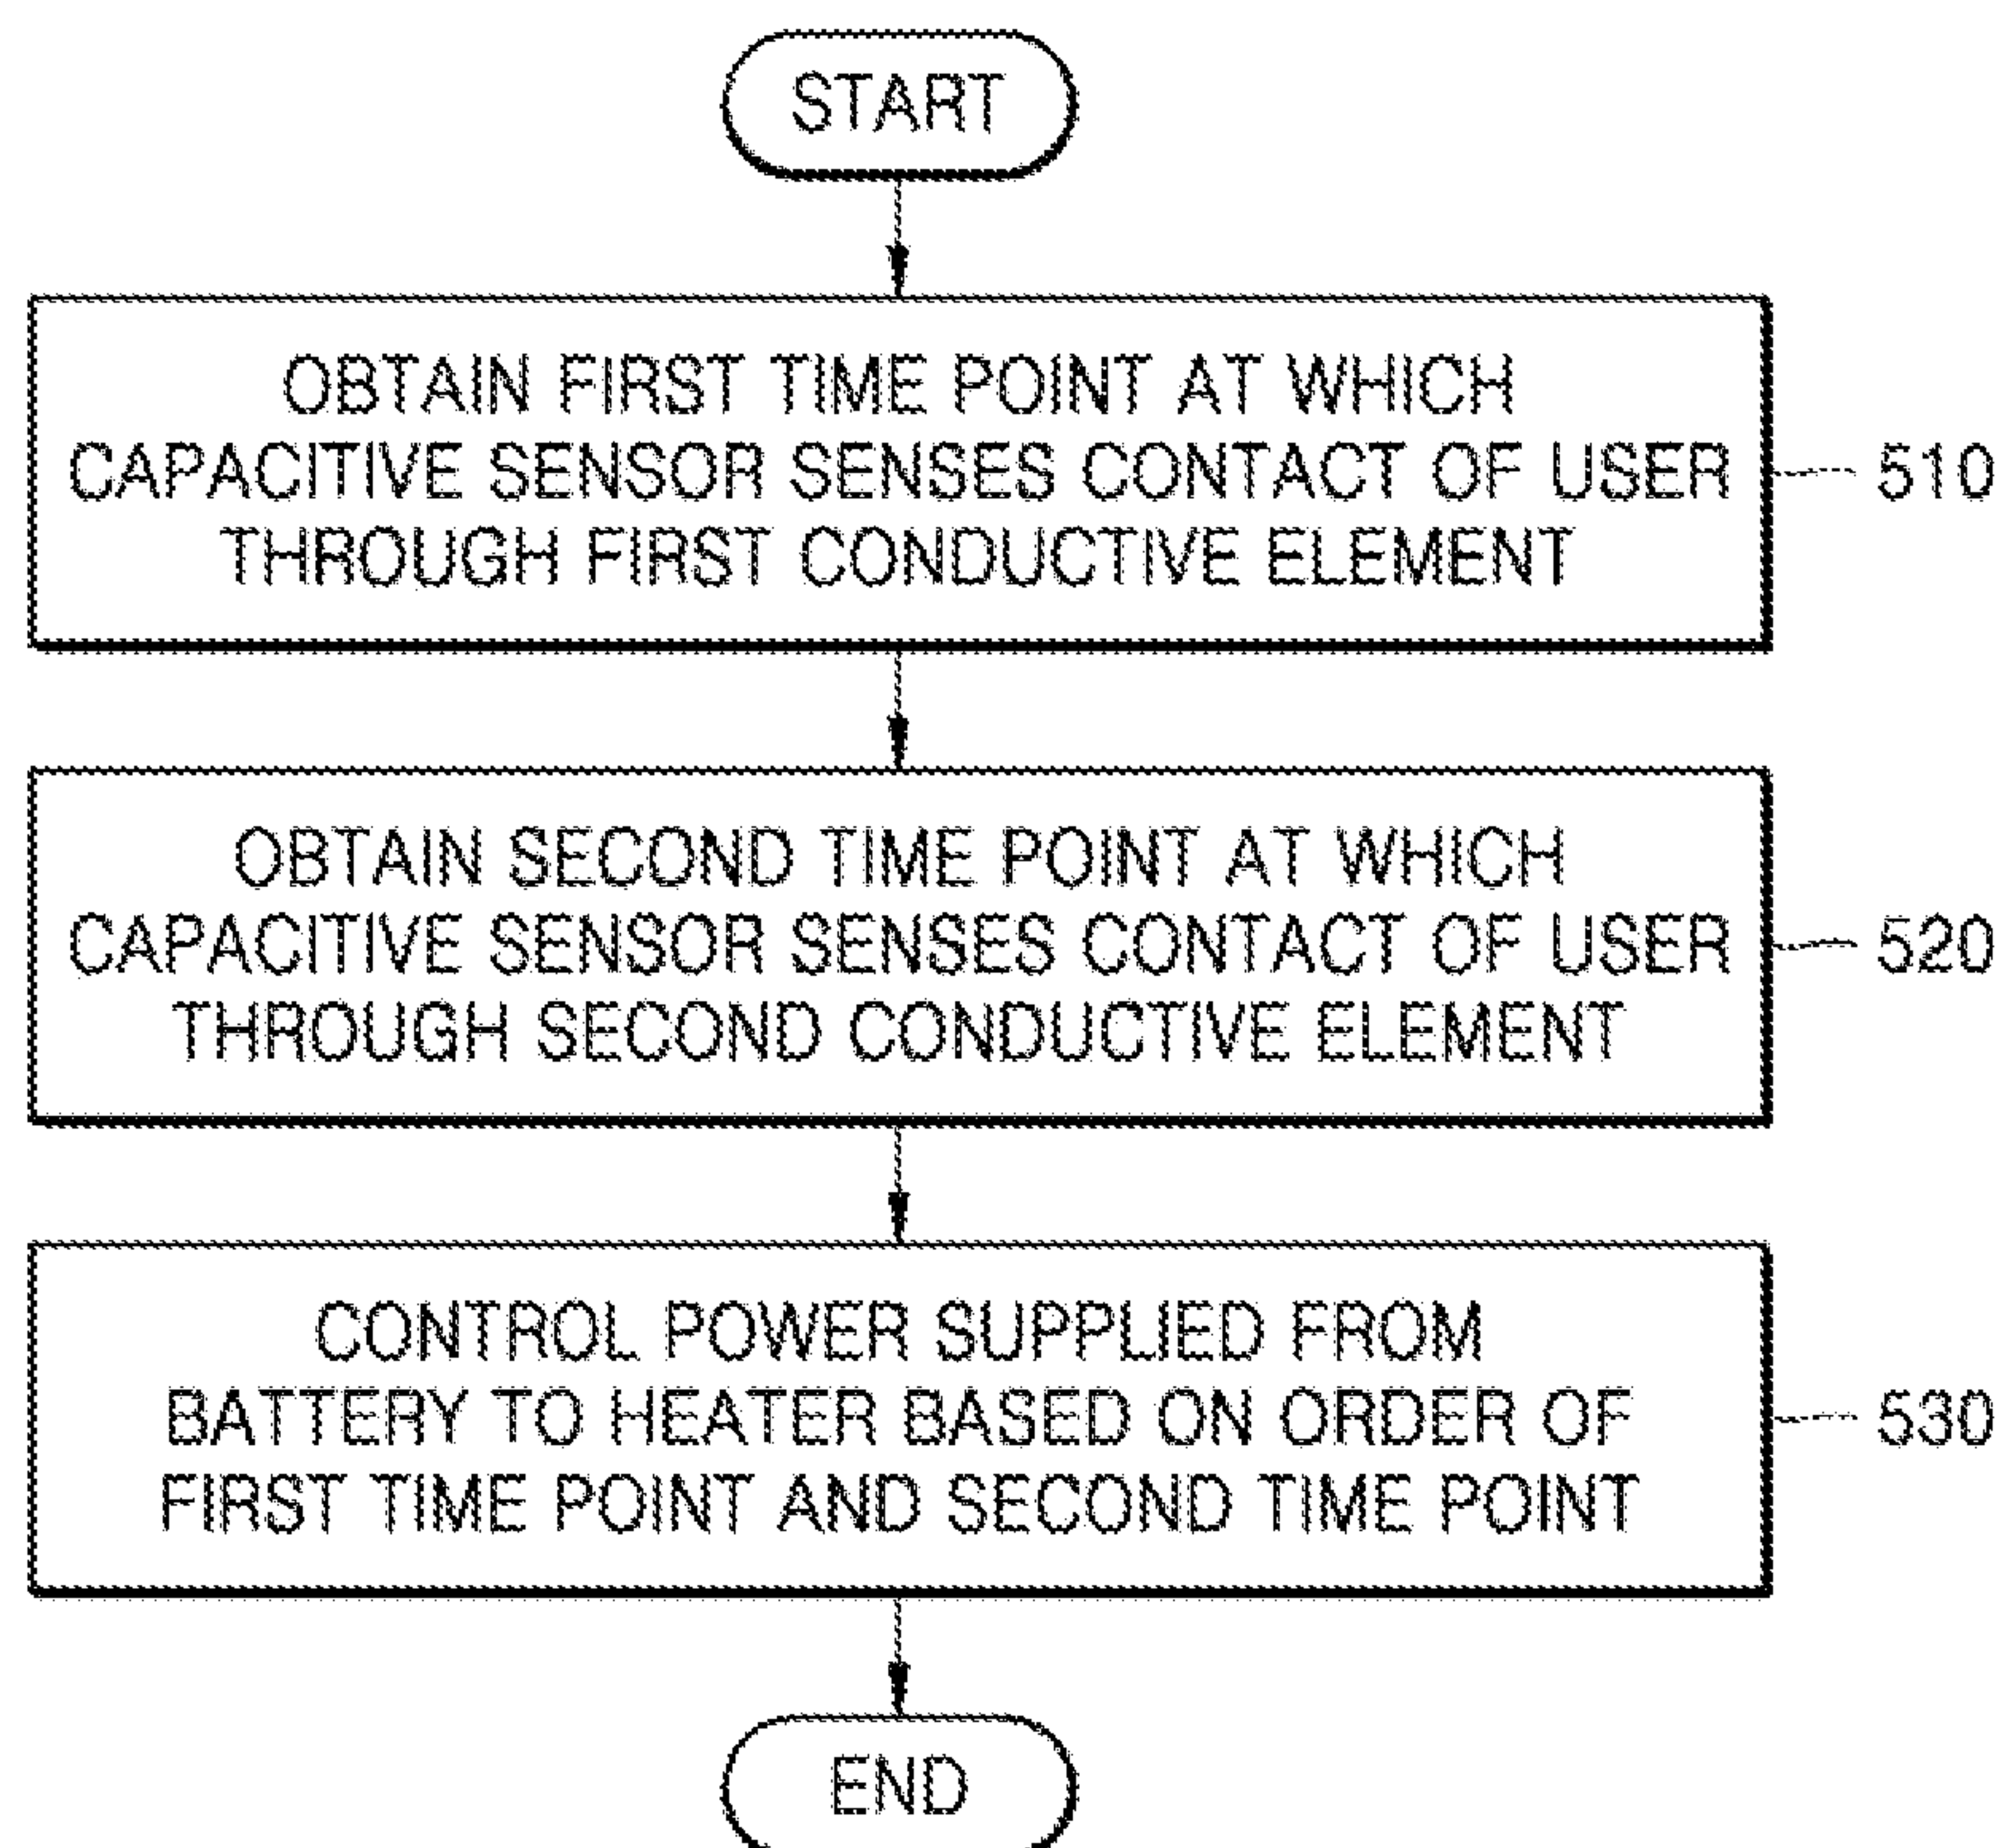 START
OBTAIN FIRST TIME POINT AT WHICH
CAPACITIVE SENSOR SENSES CONTACT OF USER
THROUGH FIRST CONDUCTIVE ELEMENT
510
OBTAIN SECOND TIME POINT AT WHICH
CAPACITIVE SENSOR SENSES CONTACT OF USER
THROUGH SECOND CONDUCTIVE ELEMENT
520
CONTROL POWER SUPPLIED FROM
BATTERY TO HEATER BASED ON ORDER OF
FIRST TIME POINT AND SECOND TIME POINT
530
END